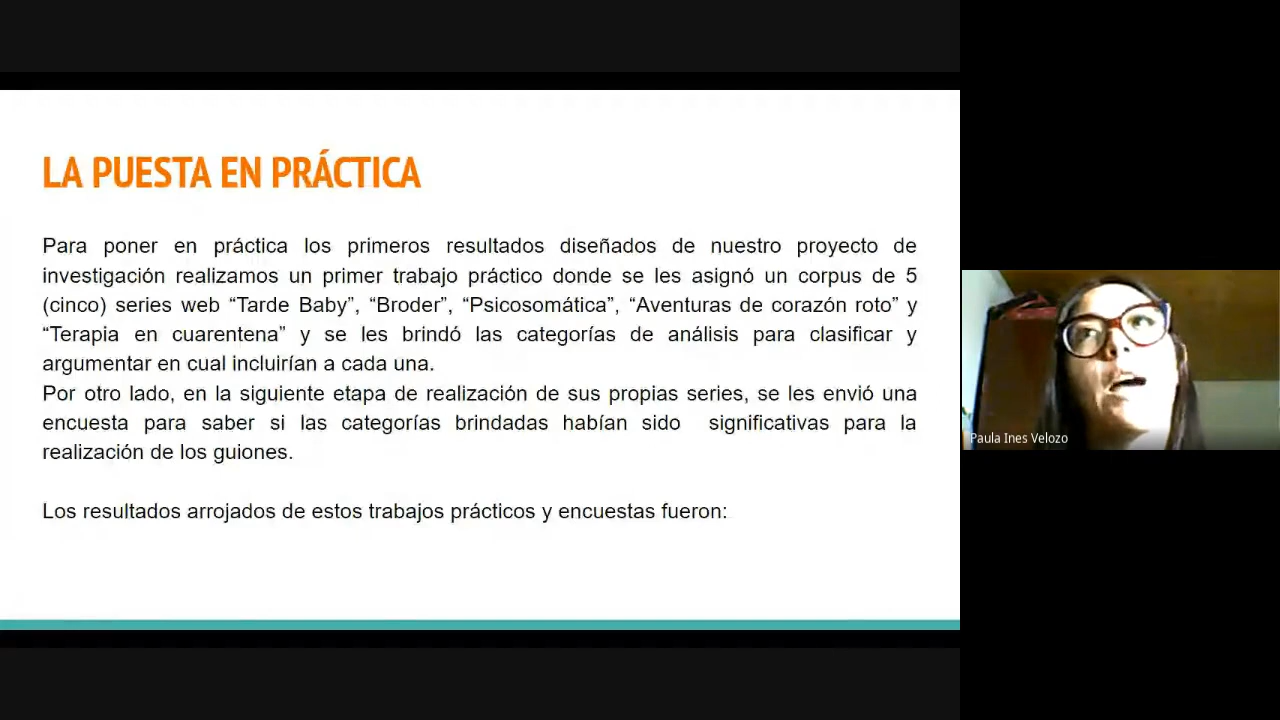 LA PUESTA EN PRÁCTICA
Para poner en práctica los primeros resultados diseñados de nuestro proyecto de
investigación realizamos un primer trabajo práctico donde se les asignó un corpus de 5
(cinco) series web “Tarde Baby”, “Broder”, “Psicosomática”, “Aventuras de corazón roto” y
“Terapia en cuarentena” y se les brindó las categorías de análisis para clasificar y
argumentar en cual incluirían a cada una.
Por otro lado, en la siguiente etapa de realización de sus propias series, se les envió una
encuesta para saber si las categorías brindadas habían sido significativas para la
realización de los guiones.
Los resultados arrojados de estos trabajos prácticos y encuestas fueron:
Paula Ines Velozo